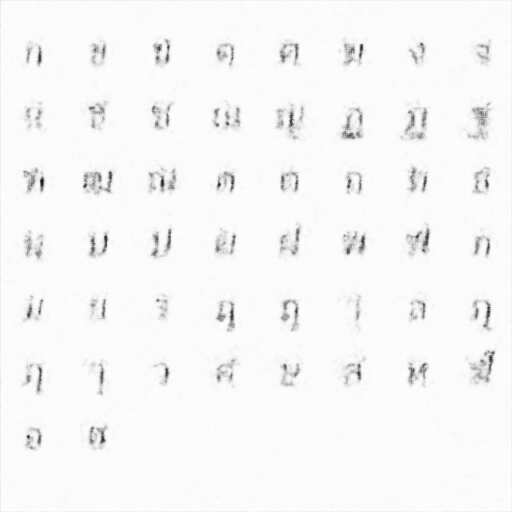 ก ข ฃ ค ฅ ฆ ง จ
ฉ ช ซ ฌ ญ ฎ ฏ ฐ
ฑ ฒ ณ ด ต ถ ท ธ
น บ ป ผ ฝ พ ฟ ภ
ม ย ร ฤ ฤ ๅ ล ฦ
ฦ ๅ ว ศ ษ ส ห ฬ
อ ฮ